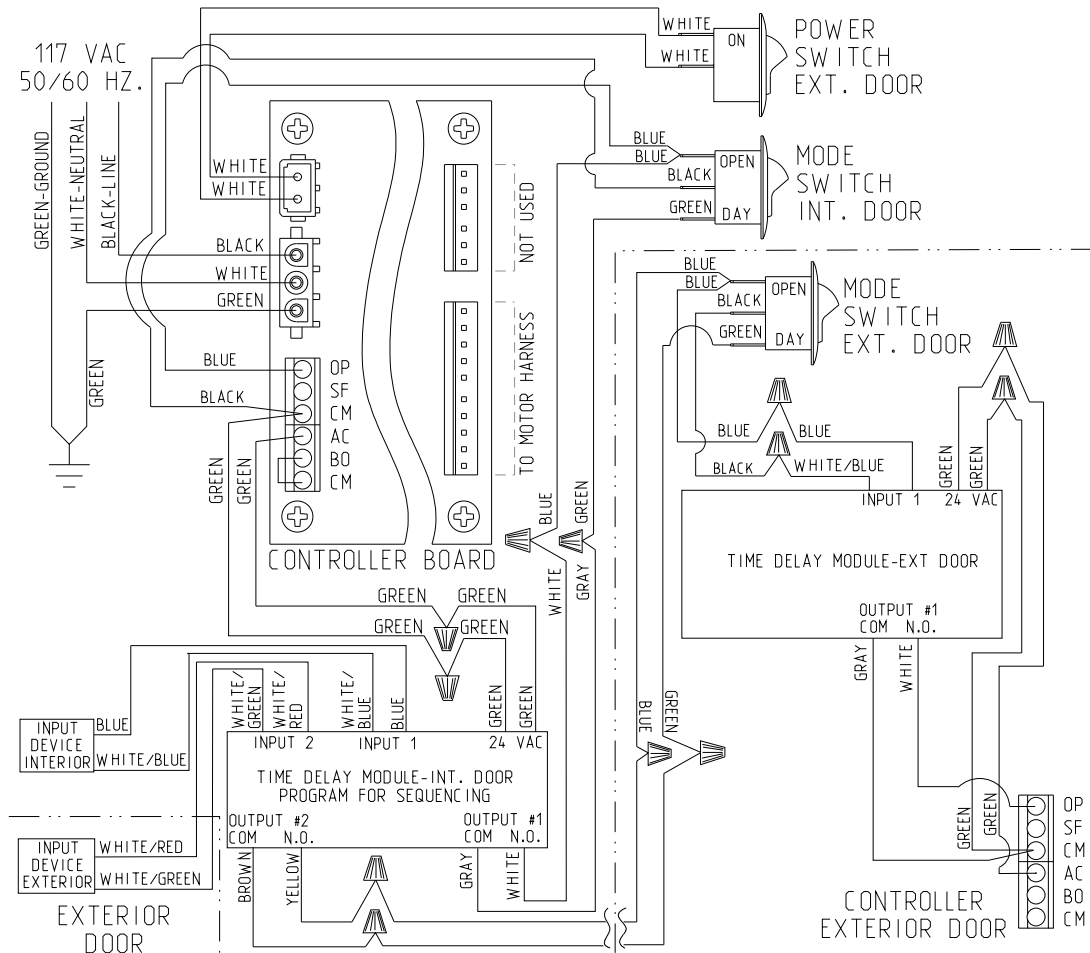 117 VAC
50/60 HZ.
GREEN-GROUND
WHITE-NEUTRAL
BLACK-LINE
GREEN
WHITE
WHITE
ON
POWER
SWITCH
EXT. DOOR
BLUE
BLUE
BLACK
GREEN
OPEN
DAY
MODE
SWITCH
INT. DOOR
WHITE
WHITE
BLACK
WHITE
GREEN
BLUE
BLACK
OP
SF
CM
AC
BO
CM
NOT USED
TO MOTOR HARNESS
CONTROLLER BOARD
GREEN
GREEN
BLUE
GREEN
WHITE
GRAY
BLUE
BLUE
BLACK
GREEN
OPEN
DAY
MODE
SWITCH
EXT. DOOR
BLUE
BLUE
BLACK
WHITE/BLUE
GREEN
GREEN
INPUT 1
24 VAC
TIME DELAY MODULE-EXT DOOR
OUTPUT #1
COM N.O.
GRAY
WHITE
GREEN
GREEN
GREEN
GREEN
WHITE/
GREEN
WHITE/
RED
WHITE/
BLUE
BLUE
GREEN
GREEN
BLUE
GREEN
INPUT
DEVICE
INTERIOR
BLUE
WHITE/BLUE
INPUT 2
INPUT 1
24 VAC
TIME DELAY MODULE-INT. DOOR
PROGRAM FOR SEQUENCING
OUTPUT #2
COM N.O.
OUTPUT #1
COM N.O.
BROWN
YELLOW
GRAY
WHITE
INPUT
DEVICE
EXTERIOR
WHITE/RED
WHITE/GREEN
EXTERIOR
DOOR
GREEN
GREEN
OP
SF
CM
AC
BO
CM
CONTROLLER
EXTERIOR DOOR